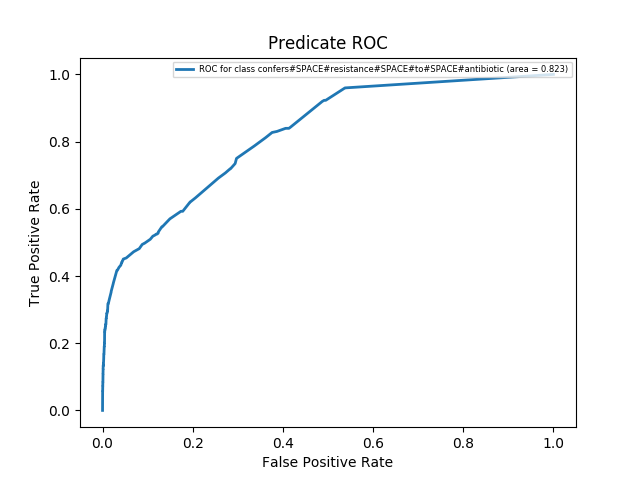 Predicate ROC
ROC for class confers#SPACE#resistance#SPACE#to#SPACE#antibiotic (area = 0.823)
1.0
0.8
0.6
0.4
0.2
0.0
True Positive Rate
0.0 0.2 0.4 0.6 0.8 1.0
False Positive Rate